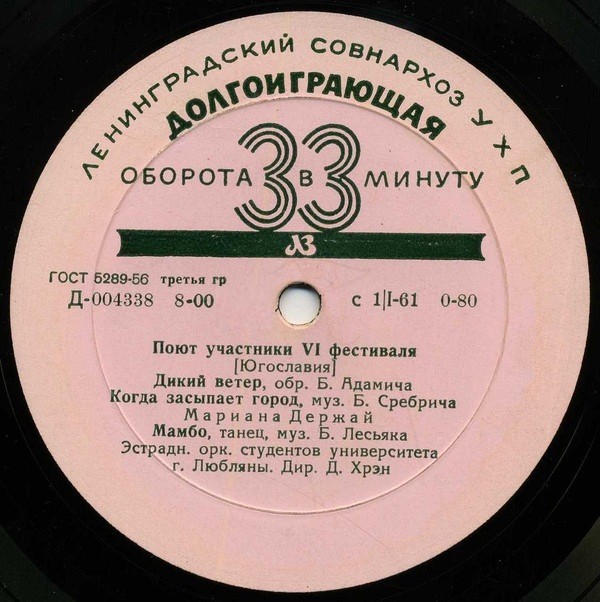 ЛЕНИНГРАДСКИЙ СОВНАРХОЗ УХП
ДОЛГОИГРАЮЩАЯ
ОБОРОТА 33 В МИНУТУ
ЛЗ
ГОСТ 5289-56 третья гр
Д-004338 8-00 с 1|I-61 0-80
Поют участники VI фестиваля
[Югославия]
Дикий ветер, обр. Б. Адамича
Когда засыпает город, муз. Б. Сребрича
Мариана Держай
Мамбо, танец, муз. Б. Лесьяка
Эстрадн. орк. студентов университета
г. Любляны. Дир. Д. Хрэн